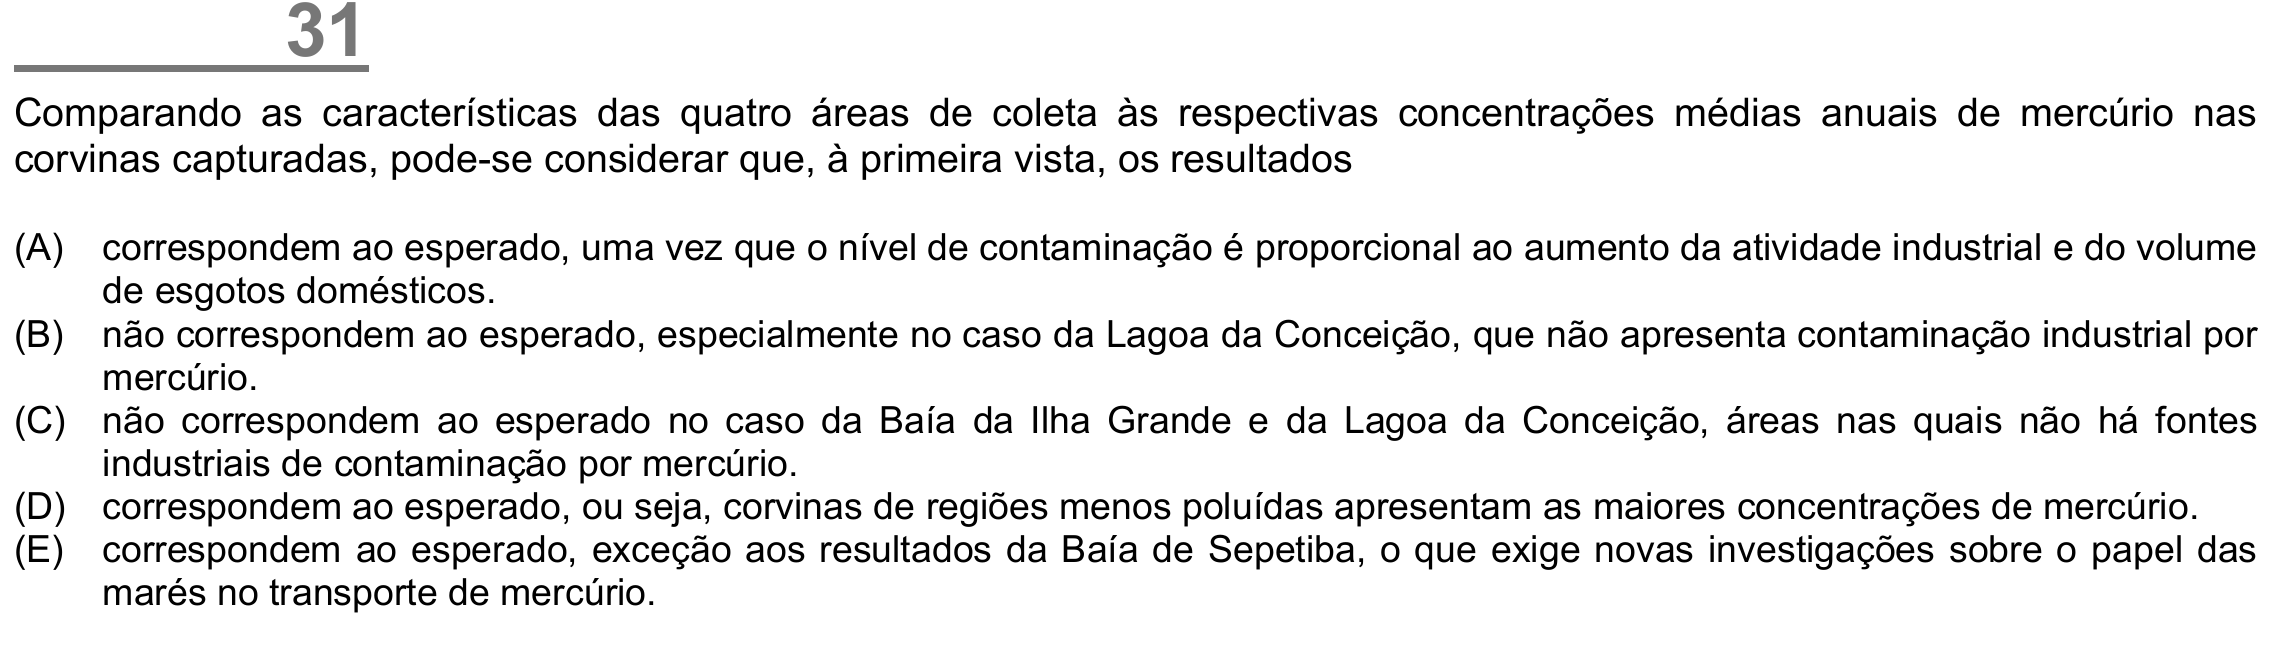 31
Comparando as características das quatro áreas de coleta às respectivas concentrações médias anuais de mercúrio nas
corvinas capturadas, pode-se considerar que, à primeira vista, os resultados
(A) correspondem ao esperado, uma vez que o nível de contaminação é proporcional ao aumento da atividade industrial e do volume
de esgotos domésticos.
(B) não correspondem ao esperado, especialmente no caso da Lagoa da Conceição, que não apresenta contaminação industrial por
mercúrio.
(C) não correspondem ao esperado no caso da Baía da Ilha Grande e da Lagoa da Conceição, áreas nas quais não há fontes
industriais de contaminação por mercúrio.
(D) correspondem ao esperado, ou seja, corvinas de regiões menos poluídas apresentam as maiores concentrações de mercúrio.
(E) correspondem ao esperado, exceção aos resultados da Baía de Sepetiba, o que exige novas investigações sobre o papel das
marés no transporte de mercúrio.